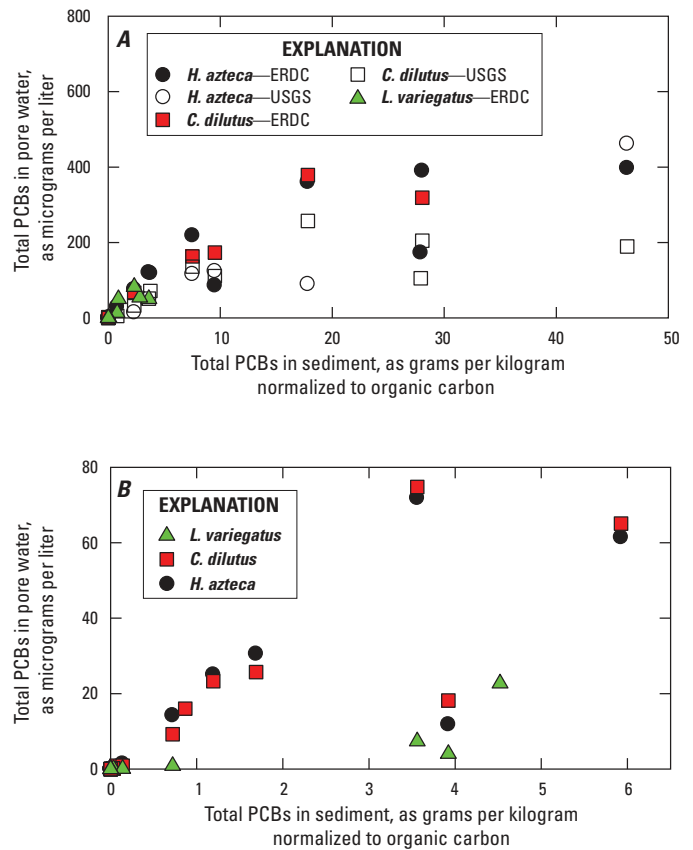 A
800
600
400
200
0
Total PCBs in pore water,
as micrograms per liter
EXPLANATION
H. azteca—ERDC
H. azteca—USGS
C. dilutus—ERDC
C. dilutus—USGS
L. variegatus—ERDC
0 10 20 30 40 50
Total PCBs in sediment, as grams per kilogram
normalized to organic carbon
B
80
60
40
20
0
Total PCBs in pore water,
as micrograms per liter
EXPLANATION
L. variegatus
C. dilutus
H. azteca
0 1 2 3 4 5 6
Total PCBs in sediment, as grams per kilogram
normalized to organic carbon